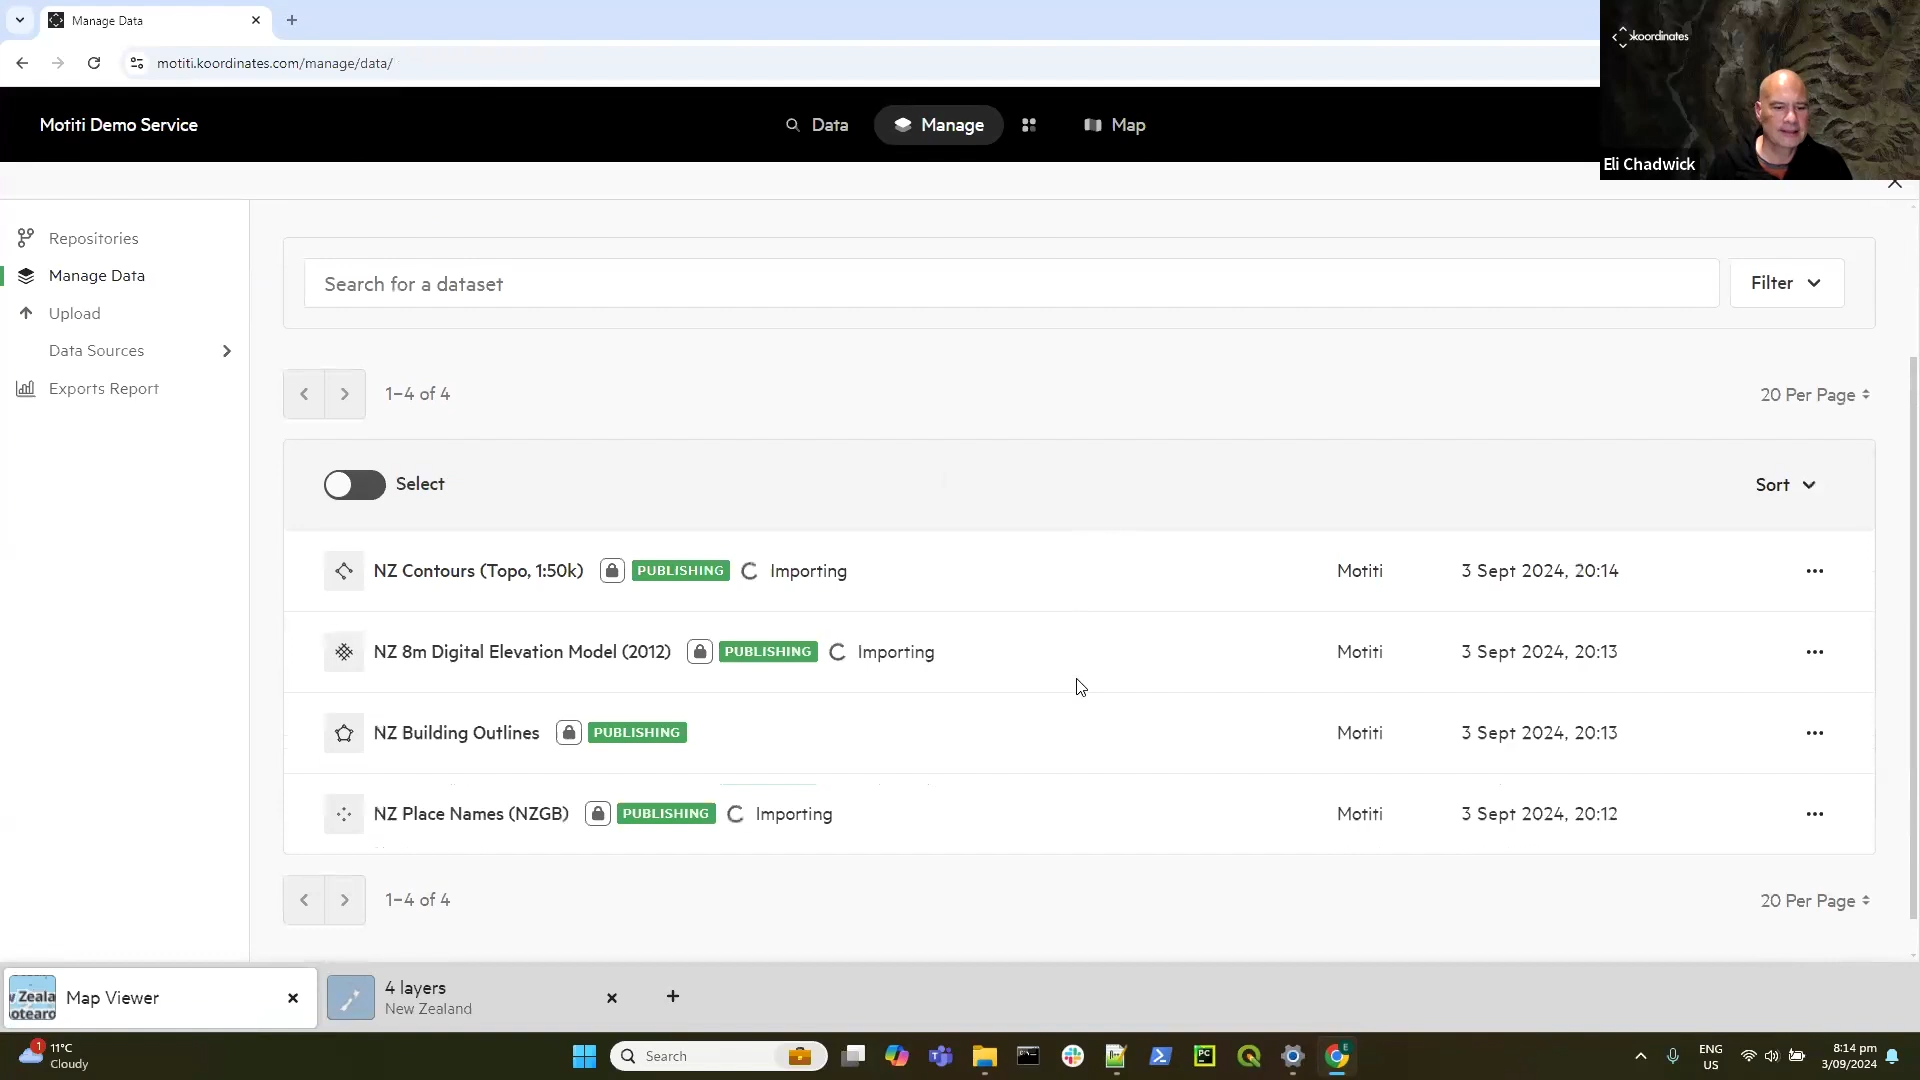 Manage Data
motiti.koordinates.com/manage/data/
koordinates
Motiti Demo Service
Data
Manage
Map
Eli Chadwick
Repositories
Manage Data
Upload
Data Sources
Exports Report
Search for a dataset
Filter
1–4 of 4
20 Per Page
Select
Sort
NZ Contours (Topo, 1:50k) PUBLISHING Importing Motiti 3 Sept 2024, 20:14
NZ 8m Digital Elevation Model (2012) PUBLISHING Importing Motiti 3 Sept 2024, 20:13
NZ Building Outlines PUBLISHING Motiti 3 Sept 2024, 20:13
NZ Place Names (NZGB) PUBLISHING Importing Motiti 3 Sept 2024, 20:12
1–4 of 4
20 Per Page
Map Viewer
4 layers
New Zealand
1
11°C
Cloudy
Search
PC
E
ENG
US
8:14 pm
3/09/2024